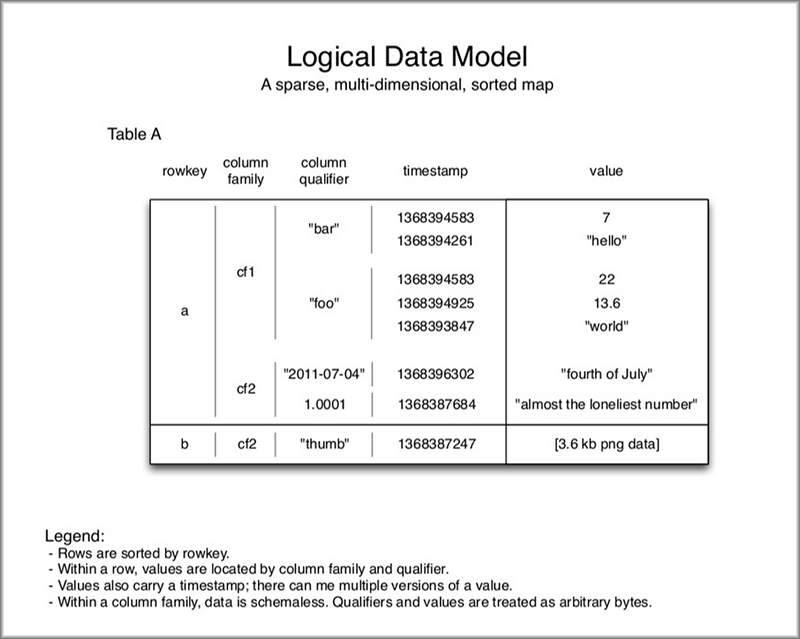 Logical Data Model
A sparse, multi-dimensional, sorted map
Table A
rowkey column family column qualifier timestamp value
a cf1 "bar" 1368394583 7
1368394261 "hello"
"foo" 1368394583 22
1368394925 13.6
1368393847 "world"
cf2 "2011-07-04" 1368396302 "fourth of July"
1.0001 1368387684 "almost the loneliest number"
b cf2 "thumb" 1368387247 [3.6 kb png data]
Legend:
- Rows are sorted by rowkey.
- Within a row, values are located by column family and qualifier.
- Values also carry a timestamp; there can me multiple versions of a value.
- Within a column family, data is schemaless. Qualifiers and values are treated as arbitrary bytes.